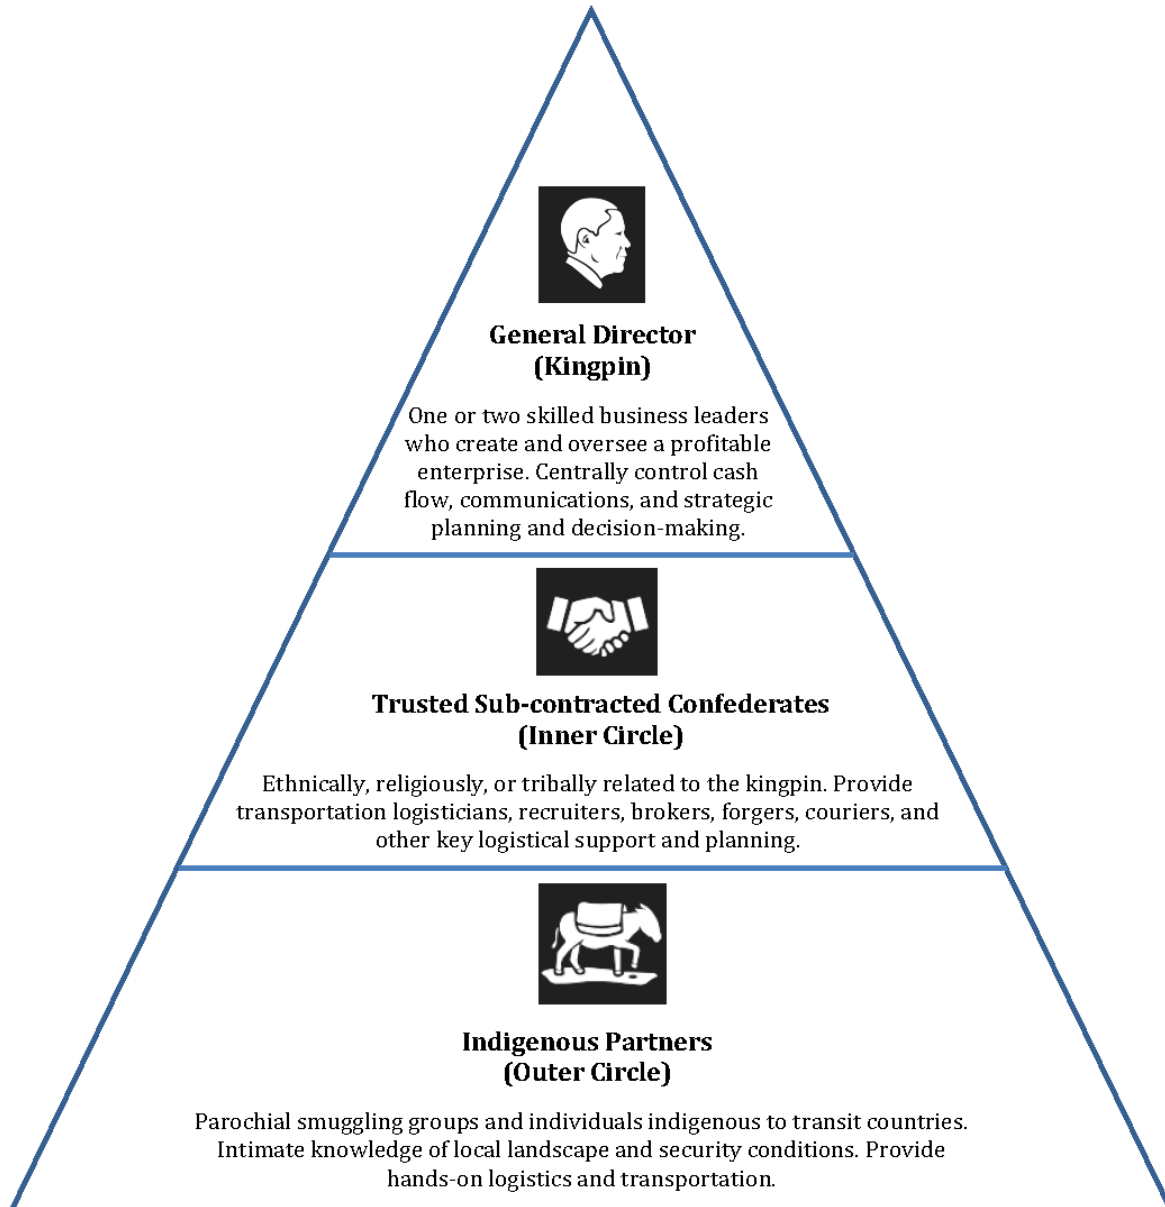 General Director
(Kingpin)
One or two skilled business leaders
who create and oversee a profitable
enterprise. Centrally control cash
flow, communications, and strategic
planning and decision-making.
Trusted Sub-contracted Confederates
(Inner Circle)
Ethnically, religiously, or tribally related to the kingpin. Provide
transportation logisticians, recruiters, brokers, forgers, couriers, and
other key logistical support and planning.
Indigenous Partners
(Outer Circle)
Parochial smuggling groups and individuals indigenous to transit countries.
Intimate knowledge of local landscape and security conditions. Provide
hands-on logistics and transportation.